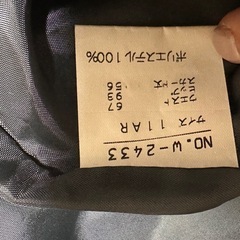 NO. W-2433
サイズ 11AR
ウエスト 67
ヒップ 93
スカート丈 56
ポリエステル100%